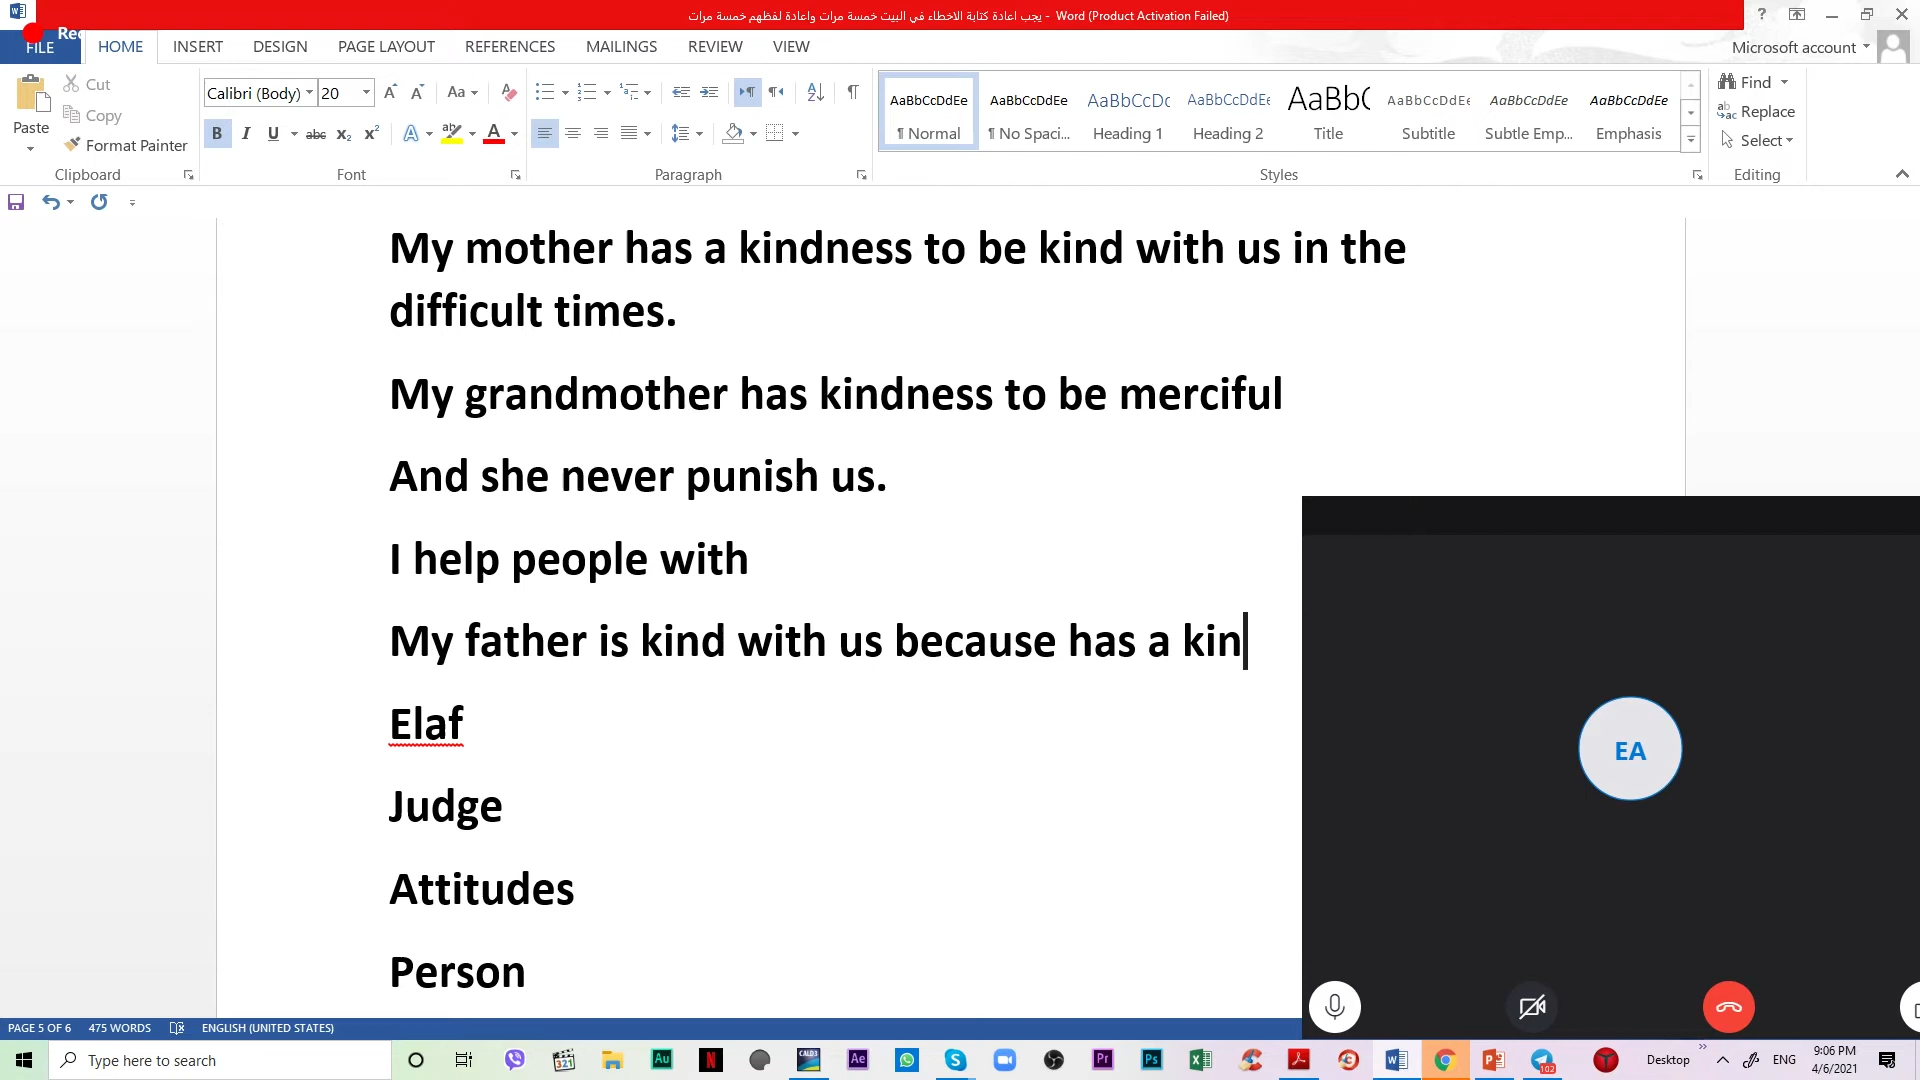 يجب اعادة كتابة الاخطاء في البيت خمسة مرات واعادة لفظهم خمسة مرات - Word (Product Activation Failed)
FILE
HOME
INSERT
DESIGN
PAGE LAYOUT
REFERENCES
MAILINGS
REVIEW
VIEW
Microsoft account
Paste
Cut
Copy
Format Painter
Clipboard
Calibri (Body)
20
Font
Paragraph
AaBbCcDdEe
¶ Normal
AaBbCcDdEe
¶ No Spaci...
AaBbCcDc
Heading 1
AaBbCcDdEe
Heading 2
AaBb(
Title
AaBbCcDdEe
Subtitle
AaBbCcDdEe
Subtle Emp...
AaBbCcDdEe
Emphasis
Styles
Find
Replace
Select
Editing
My mother has a kindness to be kind with us in the
difficult times.
My grandmother has kindness to be merciful
And she never punish us.
I help people with
My father is kind with us because has a kin
Elaf
Judge
Attitudes
Person
EA
PAGE 5 OF 6
475 WORDS
ENGLISH (UNITED STATES)
Type here to search
Desktop
ENG
9:06 PM
4/6/2021